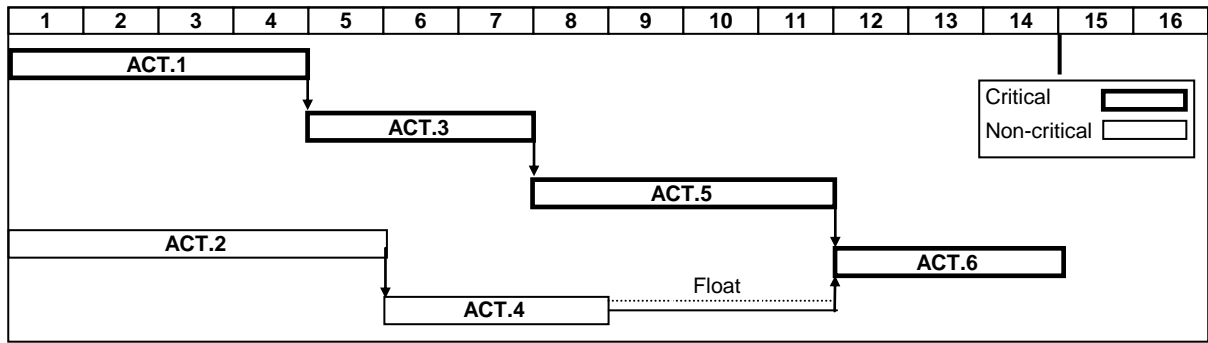 1 2 3 4 5 6 7 8 9 10 11 12 13 14 15 16
ACT.1
Critical
Non-critical
ACT.3
ACT.5
ACT.2
ACT.6
Float
ACT.4